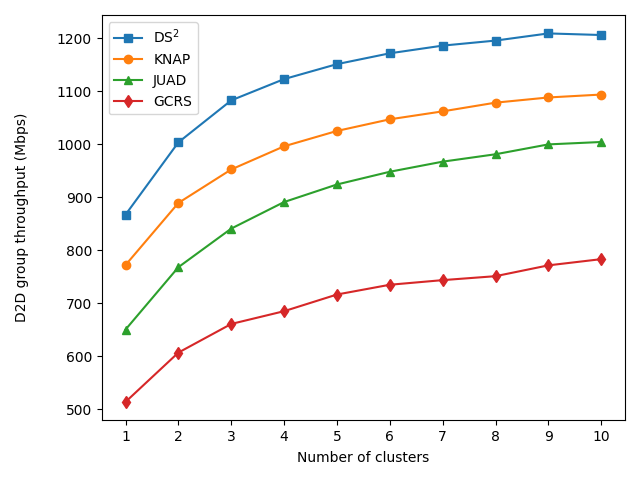 DS²
KNAP
JUAD
GCRS
D2D group throughput (Mbps)
1200
1100
1000
900
800
700
600
500
1 2 3 4 5 6 7 8 9 10
Number of clusters